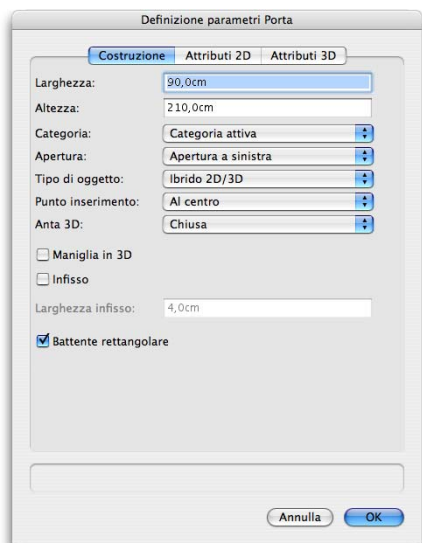 Definizione parametri Porta
Costruzione Attributi 2D Attributi 3D
Larghezza: 90,0cm
Altezza: 210,0cm
Categoria: Categoria attiva
Apertura: Apertura a sinistra
Tipo di oggetto: Ibrido 2D/3D
Punto inserimento: Al centro
Anta 3D: Chiusa
Maniglia in 3D
Infisso
Larghezza infisso: 4,0cm
Battente rettangolare
Annulla OK